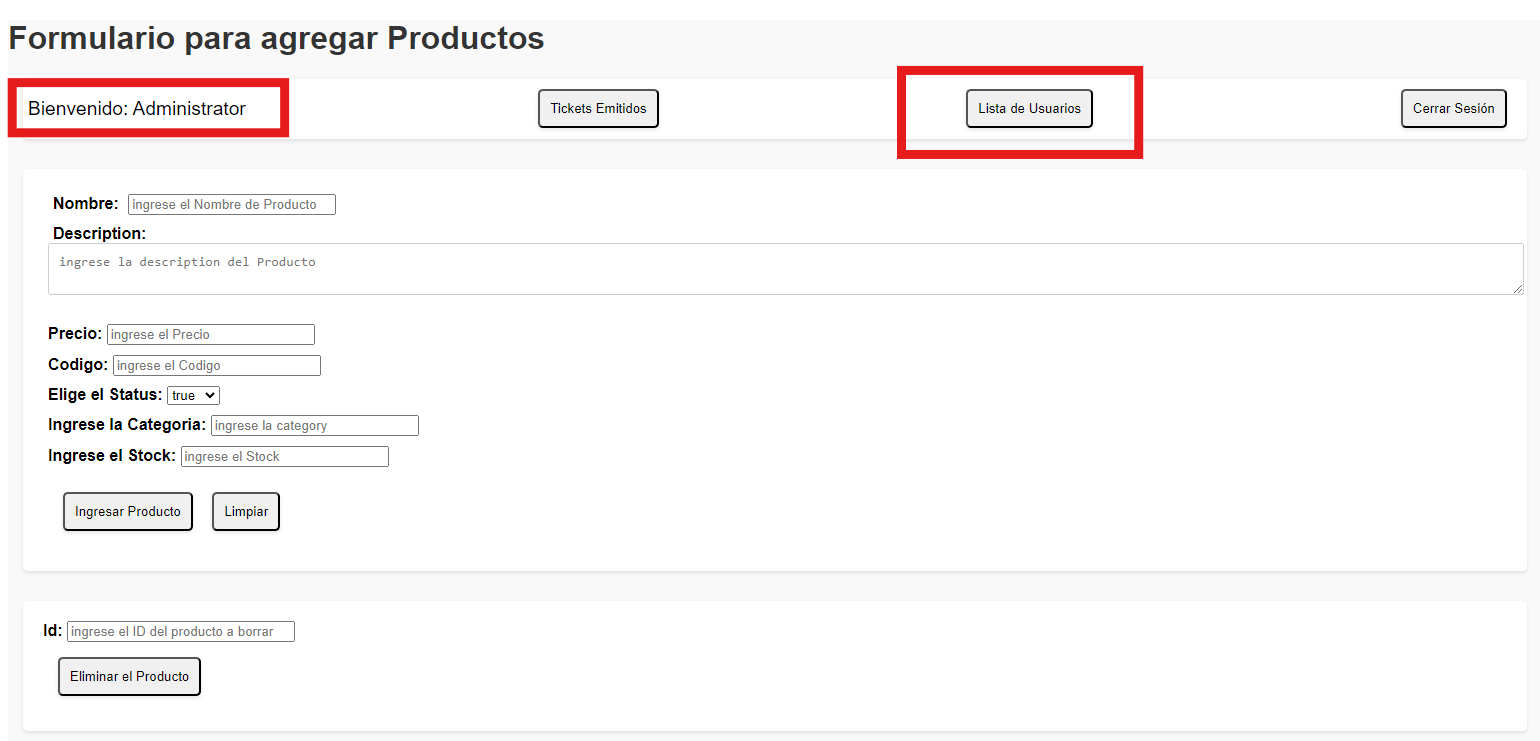 Formulario para agregar Productos
Bienvenido: Administrator
Tickets Emitidos
Lista de Usuarios
Cerrar Sesión
Nombre: ingrese el Nombre de Producto
Description:
ingrese la description del Producto
Precio: ingrese el Precio
Codigo: ingrese el Codigo
Elige el Status: true
Ingrese la Categoria: ingrese la category
Ingrese el Stock: ingrese el Stock
Ingresar Producto Limpiar
Id: ingrese el ID del producto a borrar
Eliminar el Producto